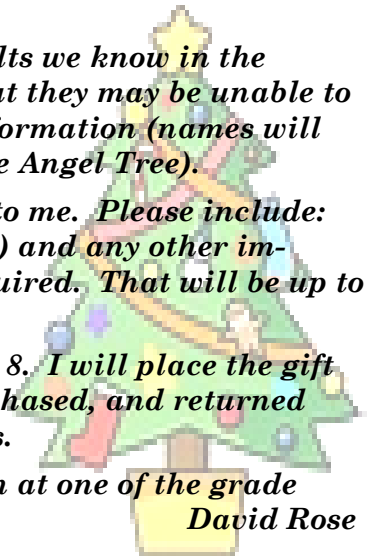 lts we know in the
t they may be unable to
formation (names will
e Angel Tree).
to me. Please include:
) and any other im-
uired. That will be up to
8. I will place the gift
hased, and returned
s.
n at one of the grade
David Rose